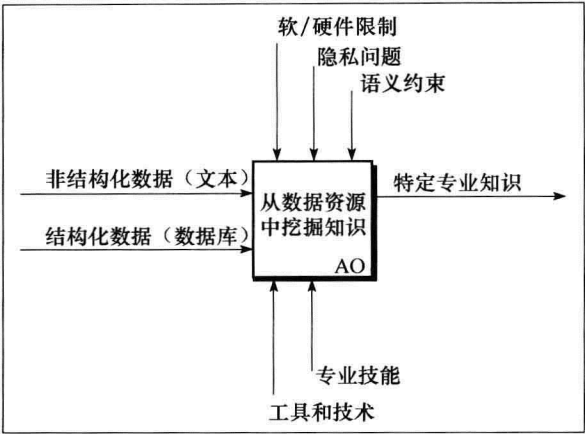 软/硬件限制
隐私问题
语义约束
非结构化数据（文本）
特定专业知识
从数据资源
中挖掘知识
结构化数据（数据库）
AO
专业技能
工具和技术